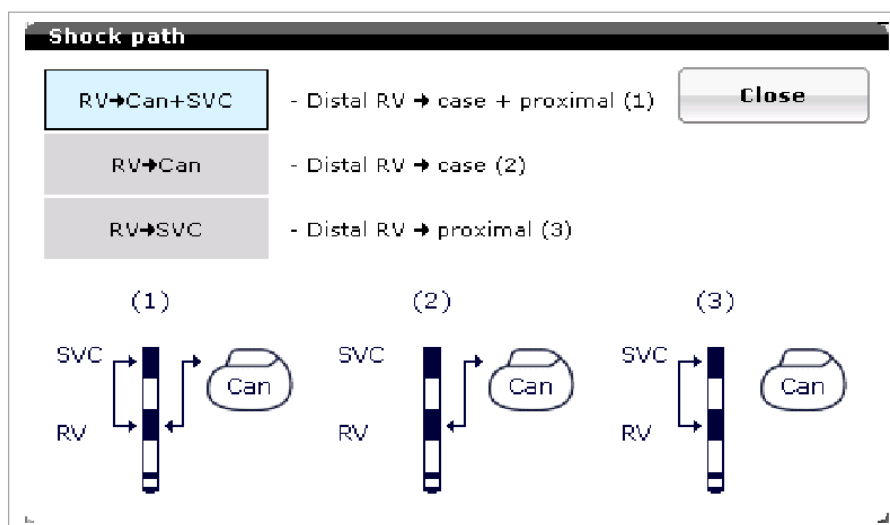 Shock path
RV➔Can+SVC - Distal RV ➔ case + proximal (1) Close
RV➔Can - Distal RV ➔ case (2)
RV➔SVC - Distal RV ➔ proximal (3)
(1) (2) (3)
SVC Can SVC Can SVC Can
RV RV RV